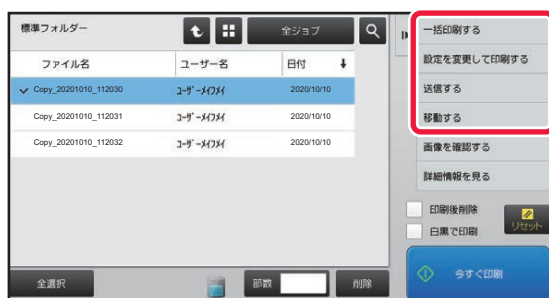 標準フォルダー
全ジョブ
ファイル名 ユーザー名 日付
Copy_20201010_112030 ﾕｰｻﾞｰﾒｲﾌﾒｲ 2020/10/10
Copy_20201010_112031 ﾕｰｻﾞｰﾒｲﾌﾒｲ 2020/10/10
Copy_20201010_112032 ﾕｰｻﾞｰﾒｲﾌﾒｲ 2020/10/10
全選択
部数
削除
一括印刷する
設定を変更して印刷する
送信する
移動する
画像を確認する
詳細情報を見る
印刷後削除
白黒で印刷
リセット
今すぐ印刷